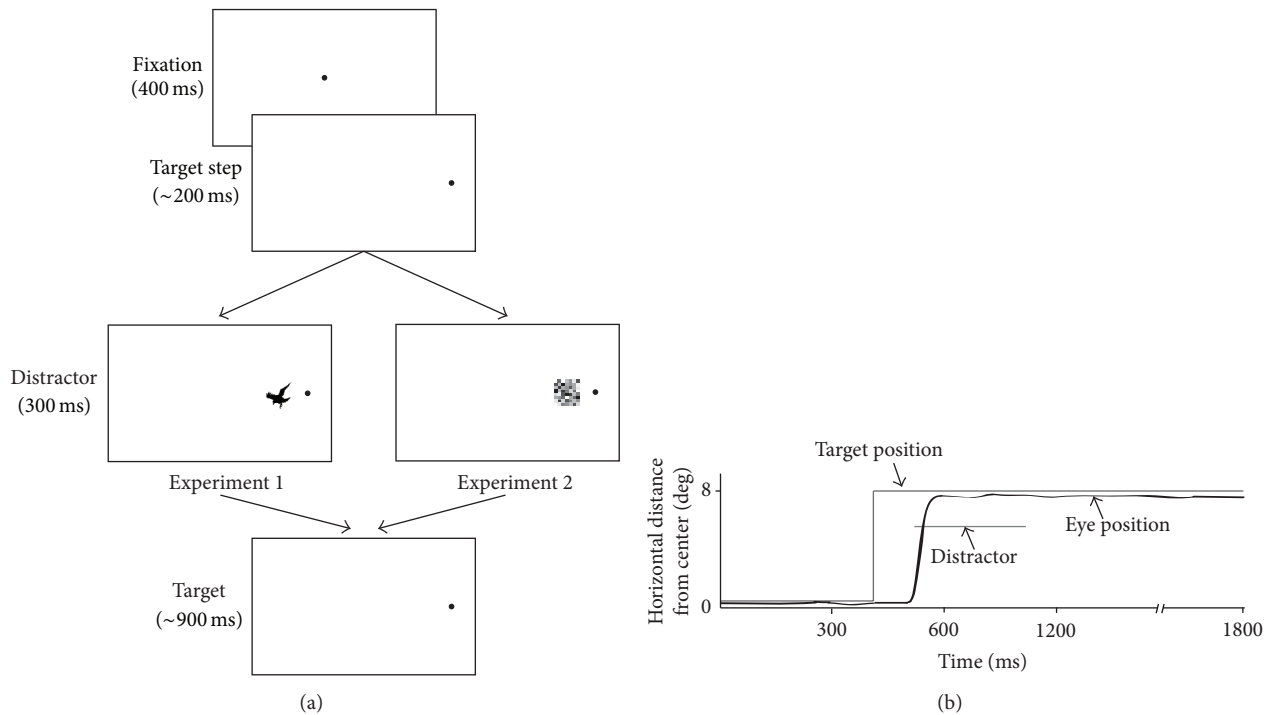 Fixation
(400 ms)
Target step
(~200 ms)
Distractor
(300 ms)
Experiment 1
Experiment 2
Target
(~900 ms)
(a)
Horizontal distance
from center (deg)
8
0
Target position
Eye position
Distractor
300
600
1200
1800
Time (ms)
(b)